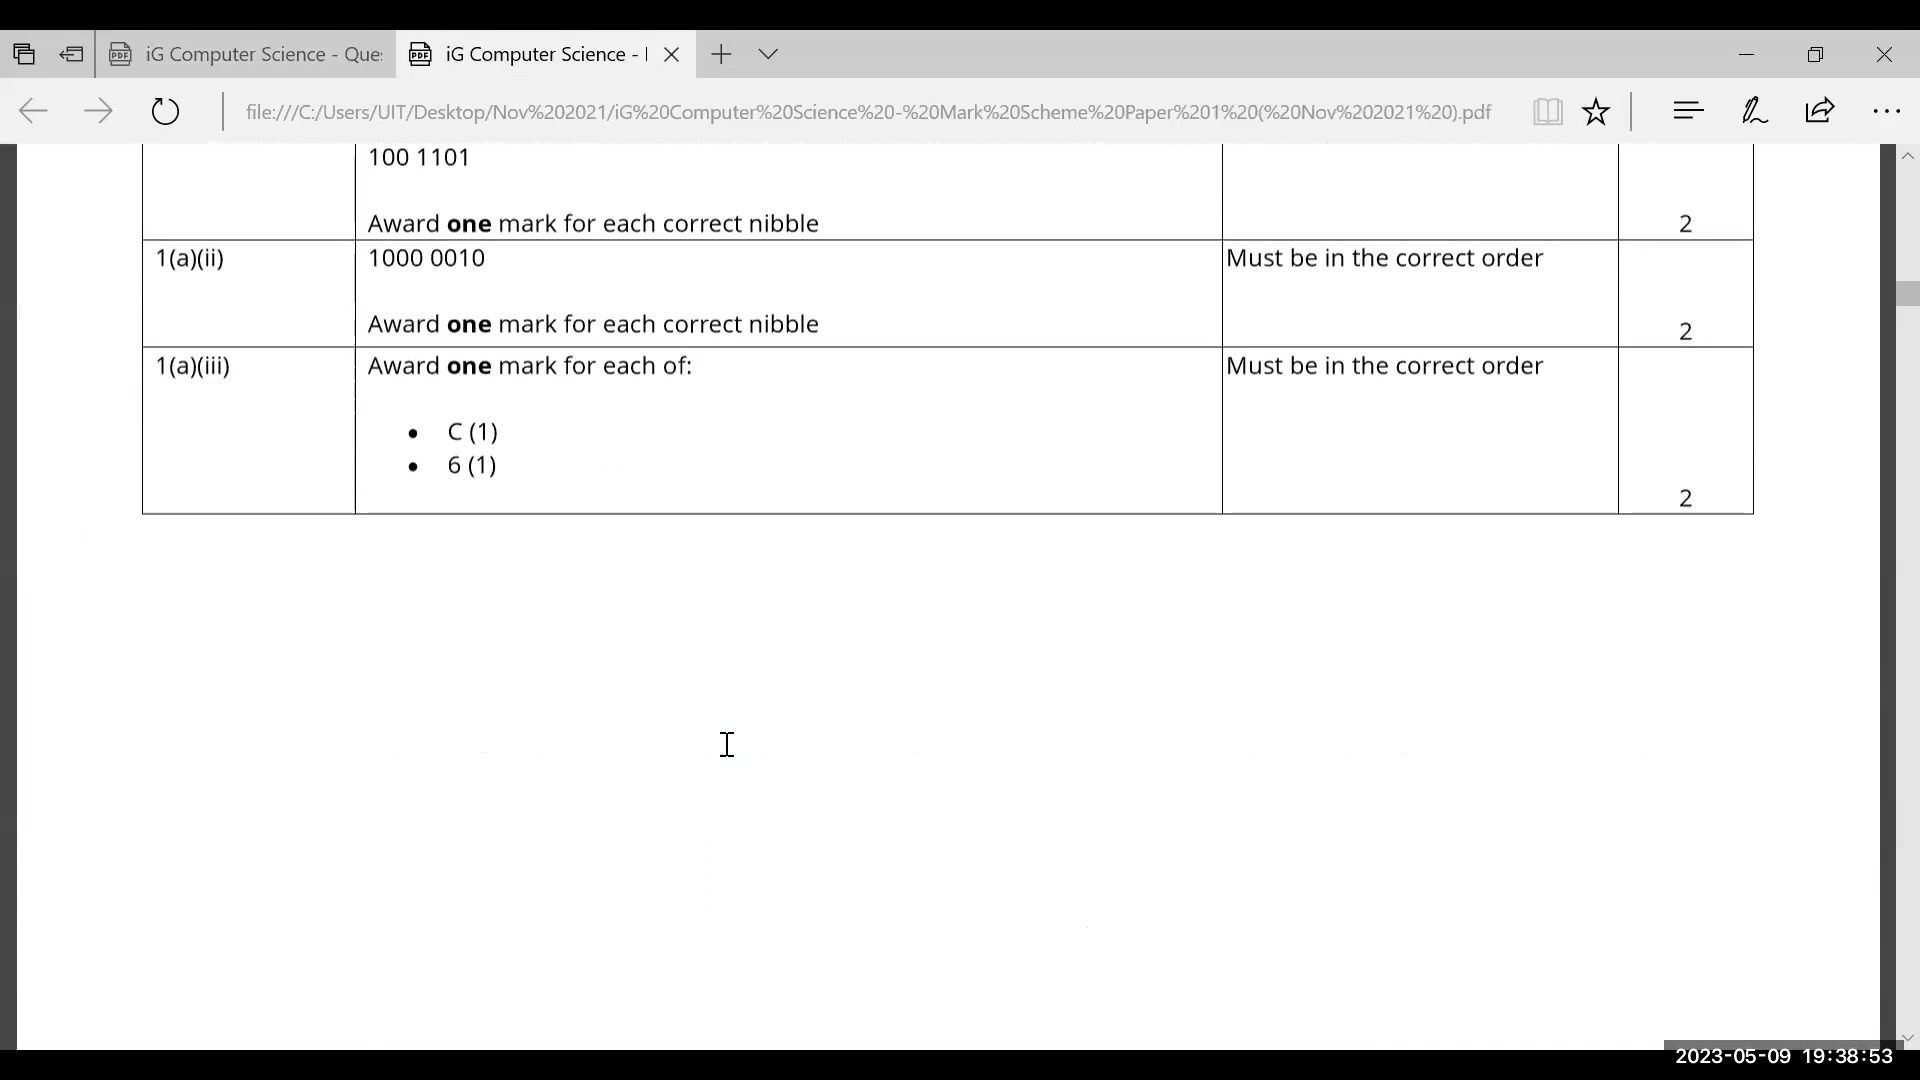 iG Computer Science - Que
iG Computer Science -
file:///C:/Users/UIT/Desktop/Nov%202021/iG%20Computer%20Science%20-%20Mark%20Scheme%20Paper%201%20(%20Nov%202021%20).pdf
100 1101
Award one mark for each correct nibble
2
1(a)(ii)
1000 0010
Must be in the correct order
Award one mark for each correct nibble
2
1(a)(iii)
Award one mark for each of:
Must be in the correct order
• C (1)
• 6 (1)
2
2023-05-09 19:38:53